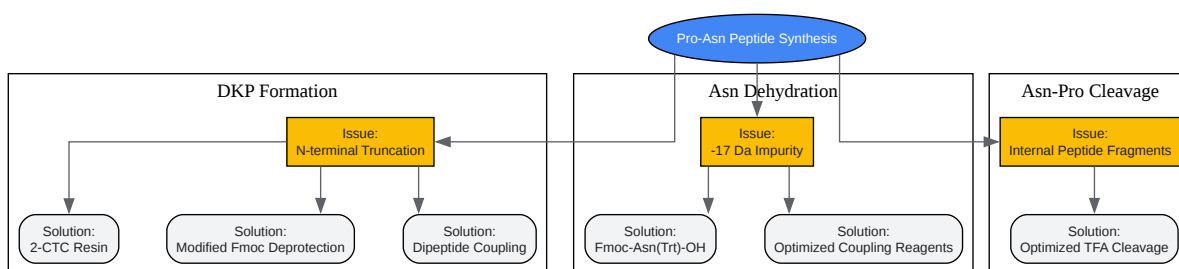 Pro-Asn Peptide Synthesis
DKP Formation
Asn Dehydration
Asn-Pro Cleavage
Issue:
N-terminal Truncation
Issue:
-17 Da Impurity
Issue:
Internal Peptide Fragments
Solution:
2-CTC Resin
Solution:
Modified Fmoc Deprotection
Solution:
Dipeptide Coupling
Solution:
Fmoc-Asn(Trt)-OH
Solution:
Optimized Coupling Reagents
Solution:
Optimized TFA Cleavage